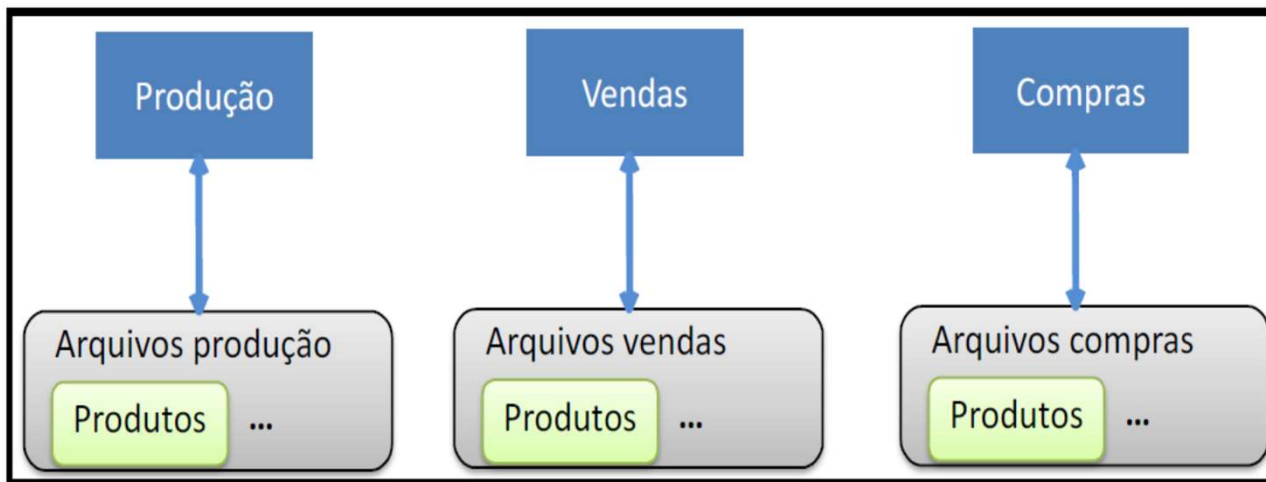 Produção
Vendas
Compras
Arquivos produção
Produtos ...
Arquivos vendas
Produtos ...
Arquivos compras
Produtos ...